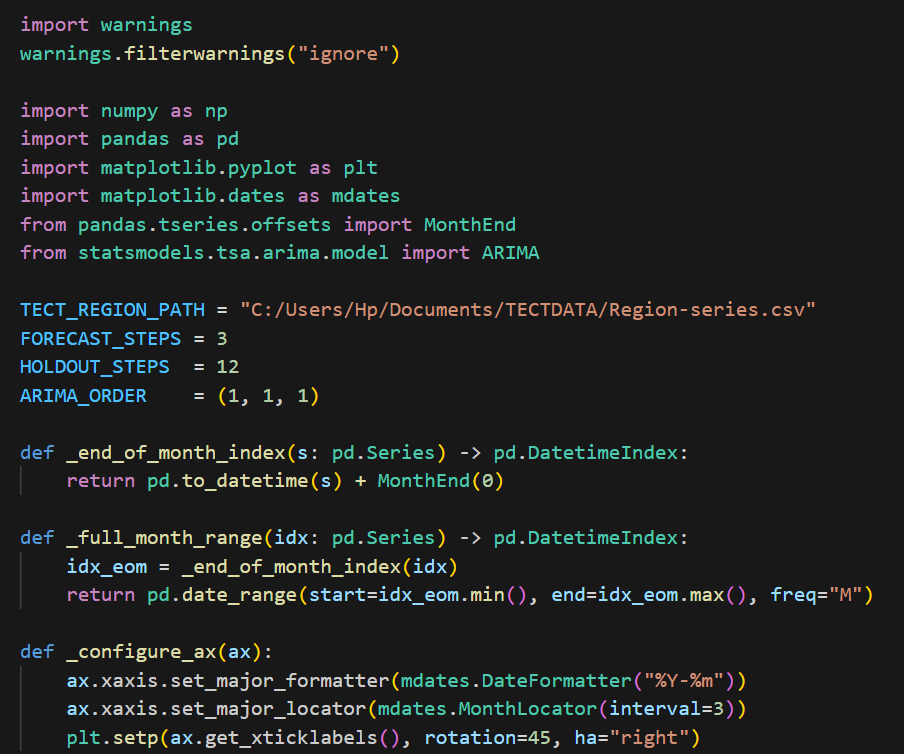 import warnings
warnings.filterwarnings("ignore")
import numpy as np
import pandas as pd
import matplotlib.pyplot as plt
import matplotlib.dates as mdates
from pandas.tseries.offsets import MonthEnd
from statsmodels.tsa.arima.model import ARIMA
TECT_REGION_PATH = "C:/Users/Hp/Documents/TECTDATA/Region-series.csv"
FORECAST_STEPS = 3
HOLDOUT_STEPS  = 12
ARIMA_ORDER    = (1, 1, 1)
def _end_of_month_index(s: pd.Series) -> pd.DatetimeIndex:
    return pd.to_datetime(s) + MonthEnd(0)
def _full_month_range(idx: pd.Series) -> pd.DatetimeIndex:
    idx_eom = _end_of_month_index(idx)
    return pd.date_range(start=idx_eom.min(), end=idx_eom.max(), freq="M")
def _configure_ax(ax):
    ax.xaxis.set_major_formatter(mdates.DateFormatter("%Y-%m"))
    ax.xaxis.set_major_locator(mdates.MonthLocator(interval=3))
    plt.setp(ax.get_xticklabels(), rotation=45, ha="right")